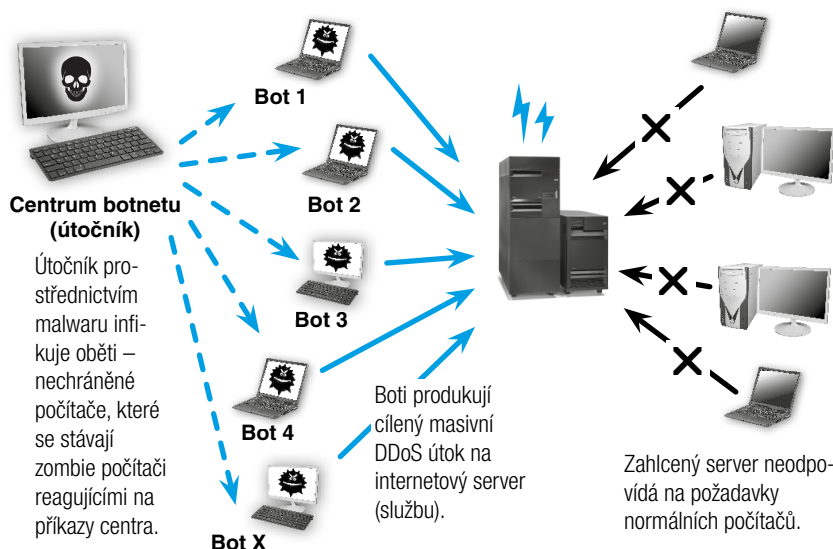 Bot 1
Bot 2
Bot 3
Bot 4
Bot X
Centrum botnetu
(útočník)
Útočník pro-
střednictvím
malwaru infi-
kuje oběti –
nechráněné
počítače, které
se stávají
zombie počítači
reagujícími na
příkazy centra.
Boti produkují
cílený masivní
DDoS útok na
internetový server
(službu).
Zahlcený server neodpo-
vídá na požadavky
normálních počítačů.